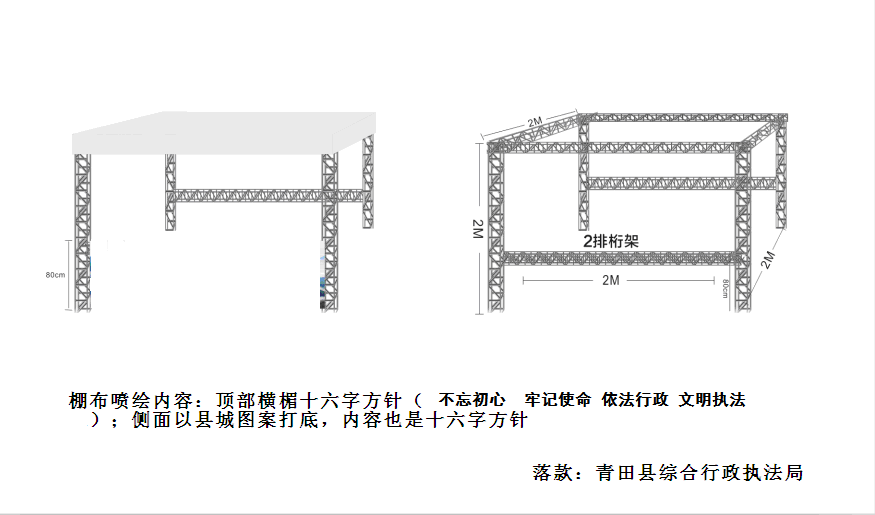 2M
2M
2排桁架
80cm
2M
80cm
2M
棚布喷绘内容：顶部横楣十六字方针（ 不忘初心 牢记使命 依法行政 文明执法
）；侧面以县城图案打底，内容也是十六字方针
落款：青田县综合行政执法局